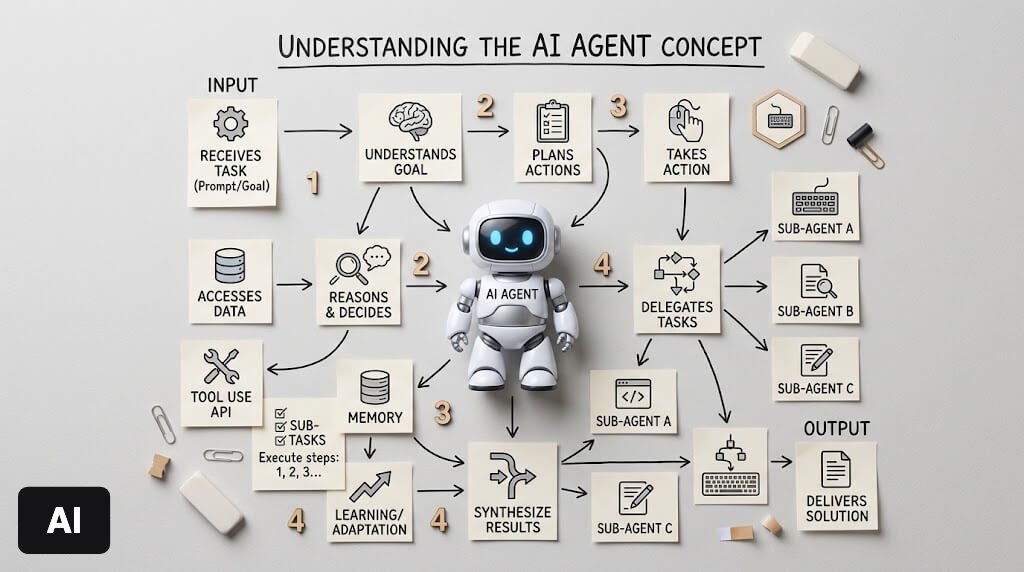 UNDERSTANDING THE AI AGENT CONCEPT
INPUT
RECEIVES
TASK
(Prompt/Goal)
1
UNDERSTANDS
GOAL
2
PLANS
ACTIONS
3
TAKES
ACTION
SUB-AGENT A
ACCESSES
DATA
REASONS
& DECIDES
2
AI AGENT
4
DELEGATES
TASKS
SUB-AGENT B
TOOL USE
API
MEMORY
3
SUB-AGENT A
SUB-AGENT C
SUB-
TASKS
Execute steps:
1, 2, 3...
4
LEARNING/
ADAPTATION
4
SYNTHESIZE
RESULTS
SUB-AGENT C
OUTPUT
DELIVERS
SOLUTION
AI